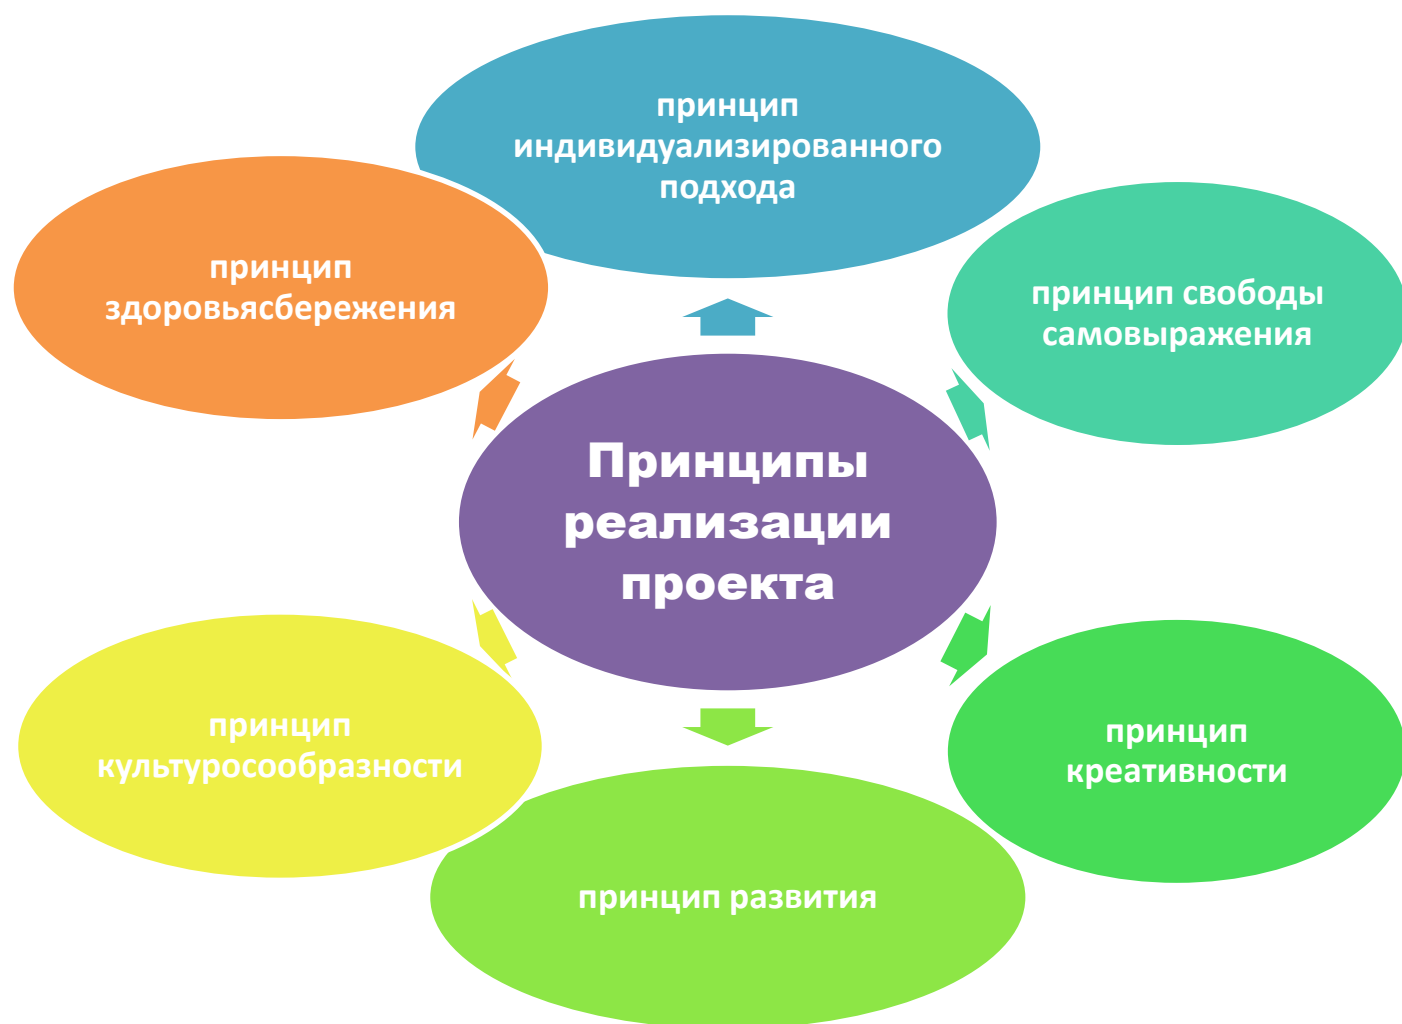 принцип
индивидуализированного
подхода
принцип
здоровьясбережения
принцип свободы
самовыражения
Принципы
реализации
проекта
принцип
культуросообразности
принцип
креативности
принцип развития